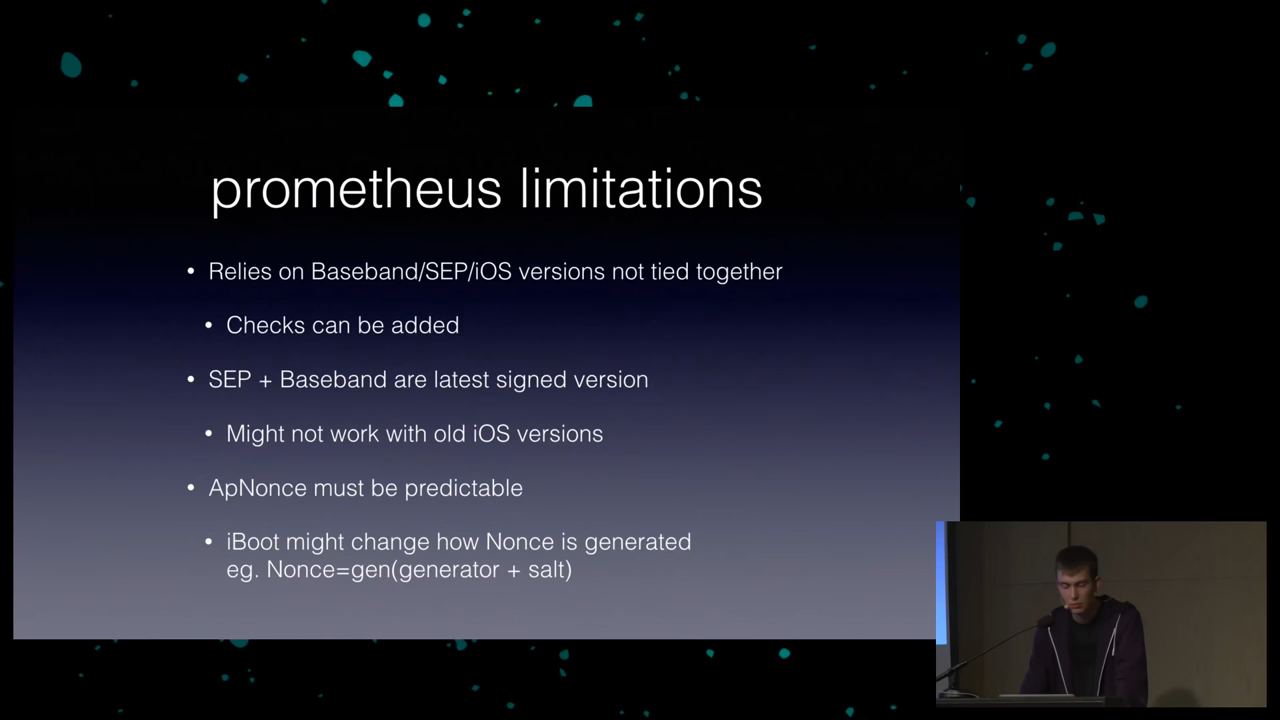 prometheus limitations
• Relies on Baseband/SEP/iOS versions not tied together
• Checks can be added
• SEP + Baseband are latest signed version
• Might not work with old iOS versions
• ApNonce must be predictable
• iBoot might change how Nonce is generated
eg. Nonce=gen(generator + salt)